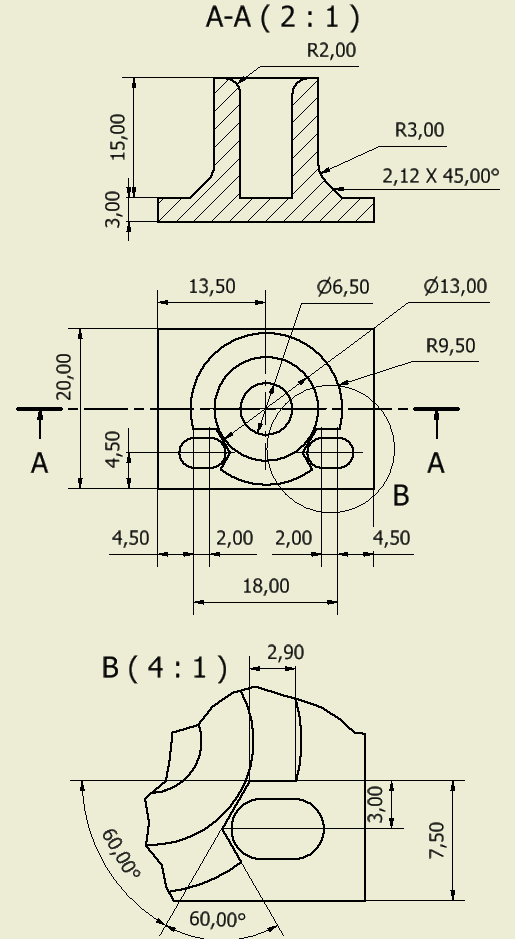 A-A ( 2 : 1 )
R2,00
15,00
R3,00
2,12 X 45,00°
3,00
13,50
Ø6,50
Ø13,00
R9,50
20,00
4,50
A
A
B
4,50
2,00
2,00
4,50
18,00
B ( 4 : 1 )
2,90
3,00
7,50
60,00°
60,00°